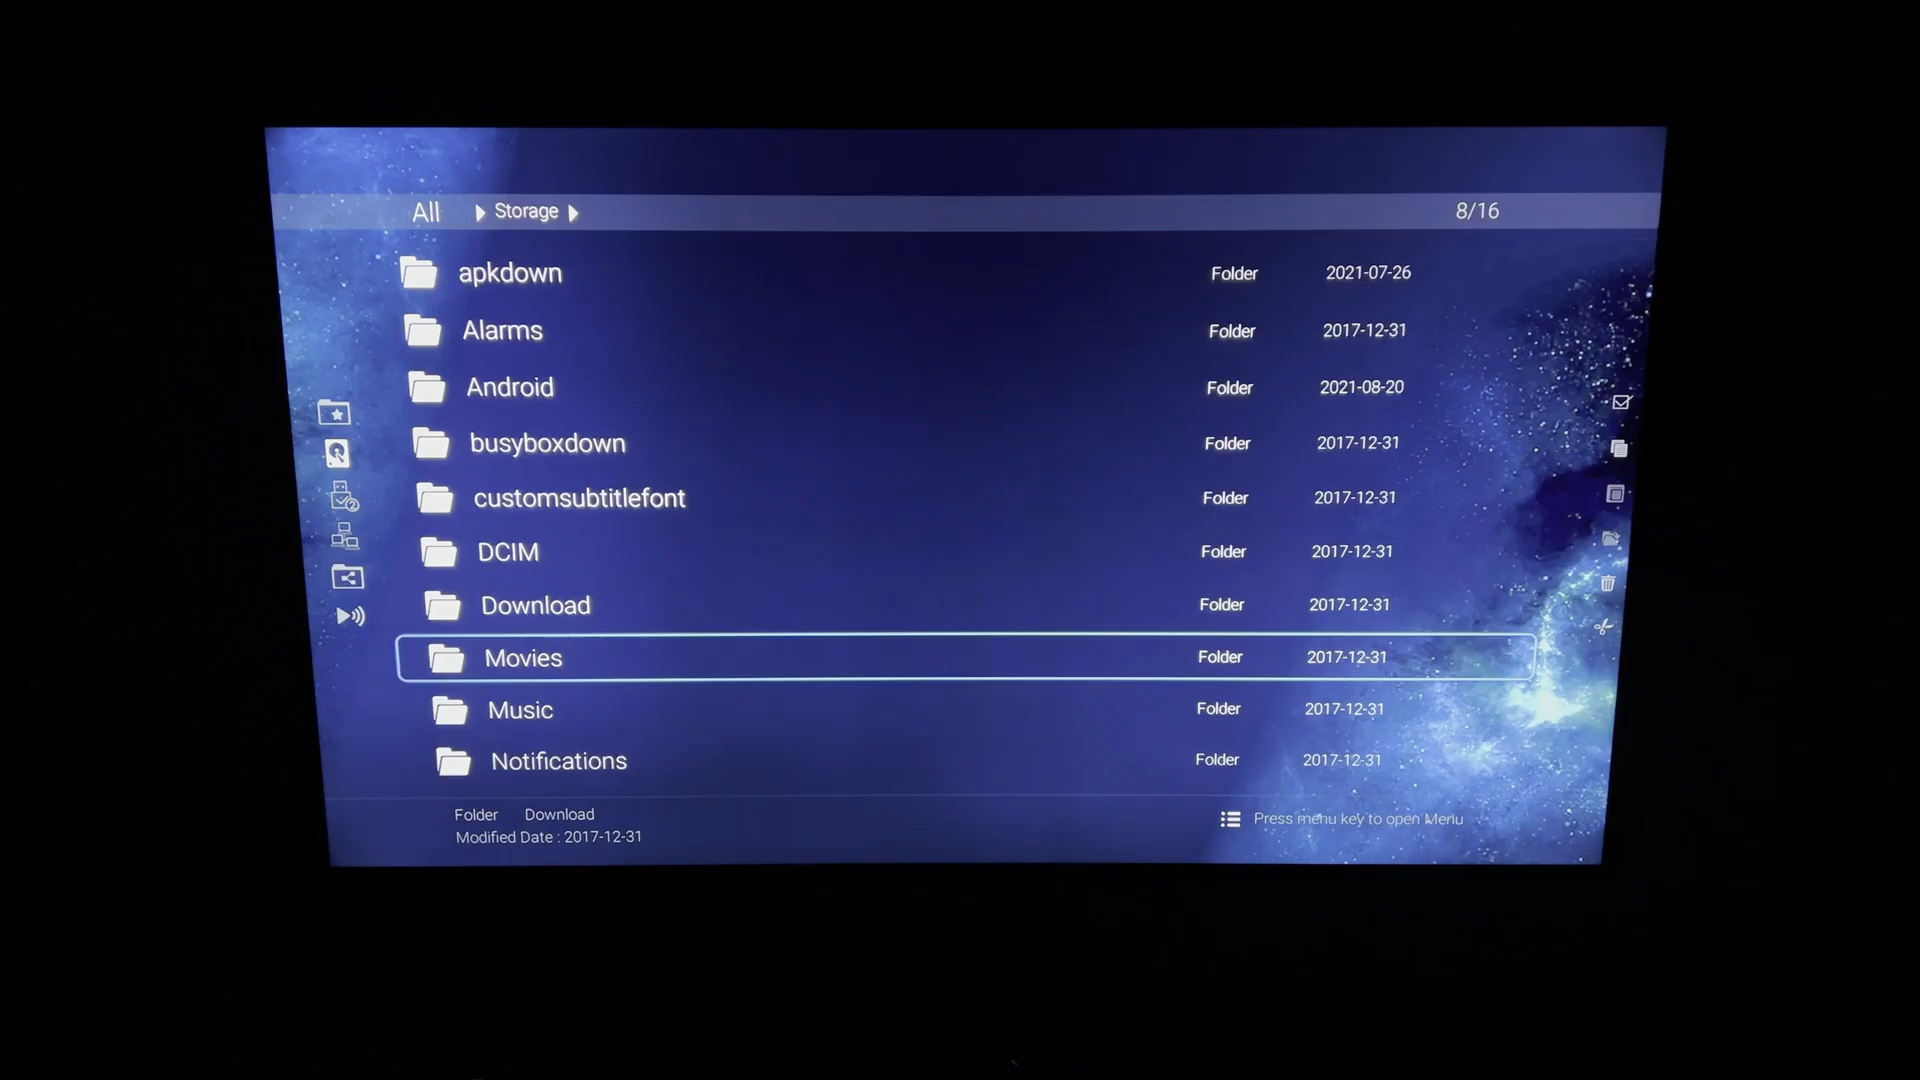 All Storage 8/16
apkdown Folder 2021-07-26
Alarms Folder 2017-12-31
Android Folder 2021-08-20
busyboxdown Folder 2017-12-31
customsubtitlefont Folder 2017-12-31
DCIM Folder 2017-12-31
Download Folder 2017-12-31
Movies Folder 2017-12-31
Music Folder 2017-12-31
Notifications Folder 2017-12-31
Folder Download Press menu key to open Menu
Modified Date : 2017-12-31
2